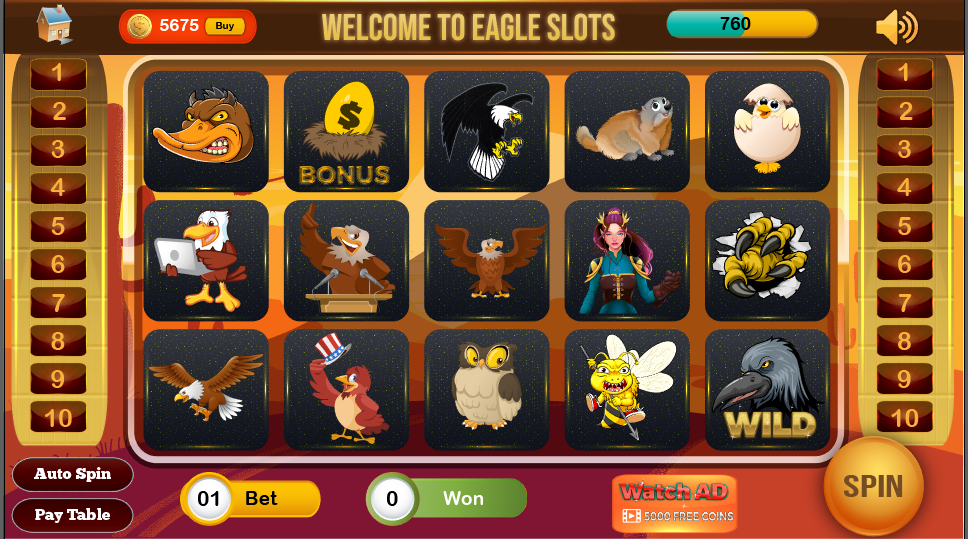 5675
Buy
WELCOME TO EAGLE SLOTS
760
1
2
3
4
5
6
7
8
9
10
$
BONUS
WILD
1
2
3
4
5
6
7
8
9
10
Auto Spin
Pay Table
01
Bet
0
Won
Watch AD
5000 FREE COINS
SPIN